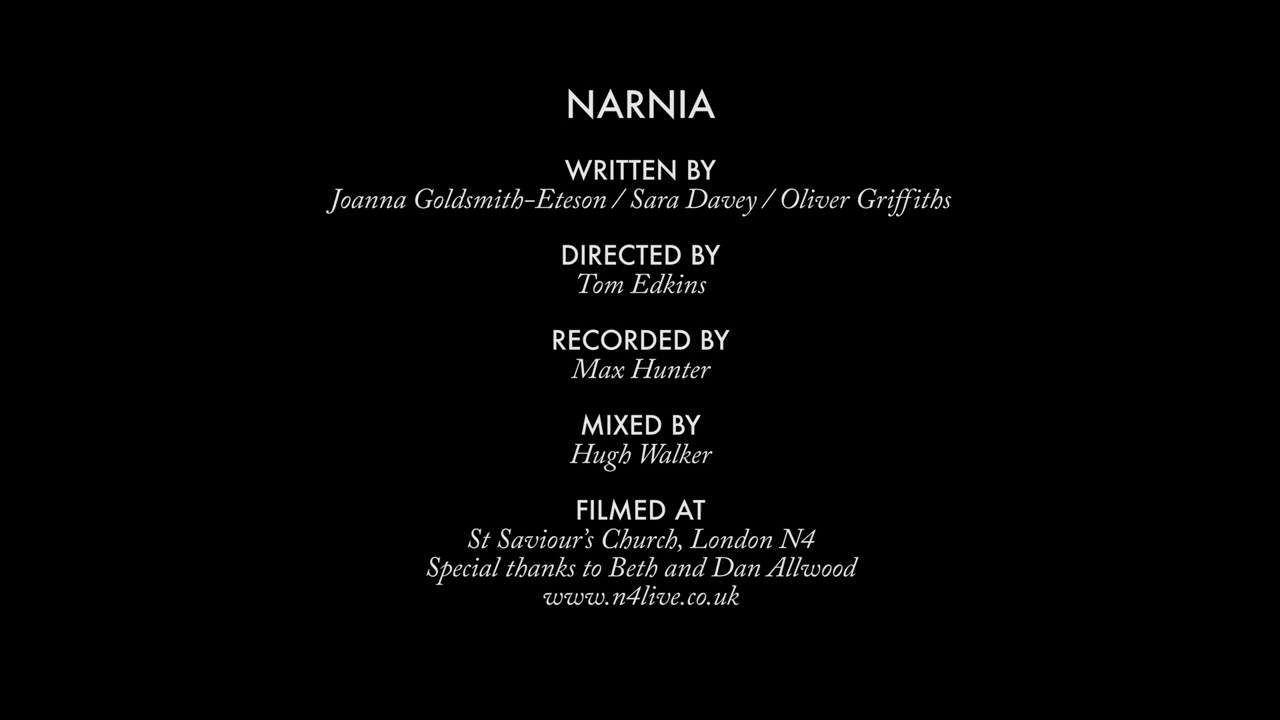 NARNIA
WRITTEN BY
Joanna Goldsmith-Eteson / Sara Davey / Oliver Griffiths
DIRECTED BY
Tom Edkins
RECORDED BY
Max Hunter
MIXED BY
Hugh Walker
FILMED AT
St Saviour's Church, London N4
Special thanks to Beth and Dan Allwood
www.n4live.co.uk